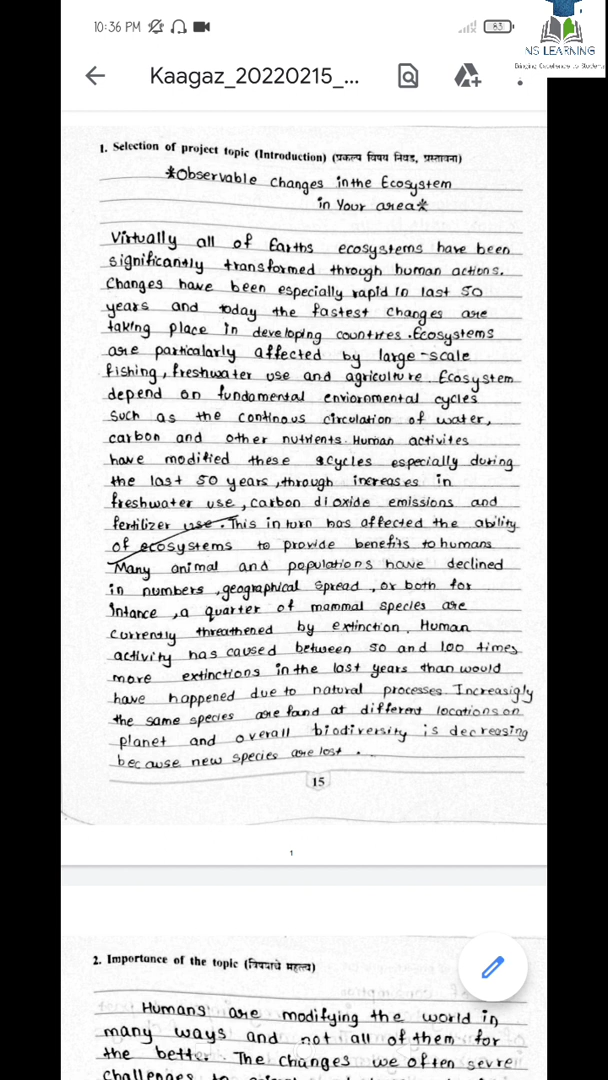 10:36 PM
83
NS LEARNING
Bringing Excellence to Students
Kaagaz_20220215_...
1. Selection of project topic (Introduction) (प्रकल्प विषय निवड, प्रस्तावना)
*Observable changes in the Ecosystem
in Your area*
Virtually all of Earths ecosystems have been
significantly transformed through human actions.
Changes have been especially rapid in last 50
years and today the fastest changes are
taking place in developing countries. Ecosystems
are particalarly affected by large-scale
fishing, freshwater use and agriculture. Ecosystem
depend on fundamental enviornmental cycles
such as the continous circulation of water,
carbon and other nutrients. Human activites
have modified these cycles especially during
the last 50 years, through increases in
freshwater use, carbon di oxide emissions and
fertilizer use. This in turn has affected the ability
of ecosystems to provide benefits to humans
Many animal and populations have declined
in numbers, geographical spread, or both for
Intance, a quarter of mammal species are
currently threathened by extinction. Human
activity has caused between 50 and 100 times
more extinctions in the last years than would
have happened due to natural processes. Increasigly
the same species are fand at different locations on
planet and overall biodiversity is decreasing
because new species are lost.
15
1
2. Importance of the topic (विषयाचे महत्त्व)
Humans are modifying the world in
many ways and not all of them for
the better. The changes we often sevre
challenges to